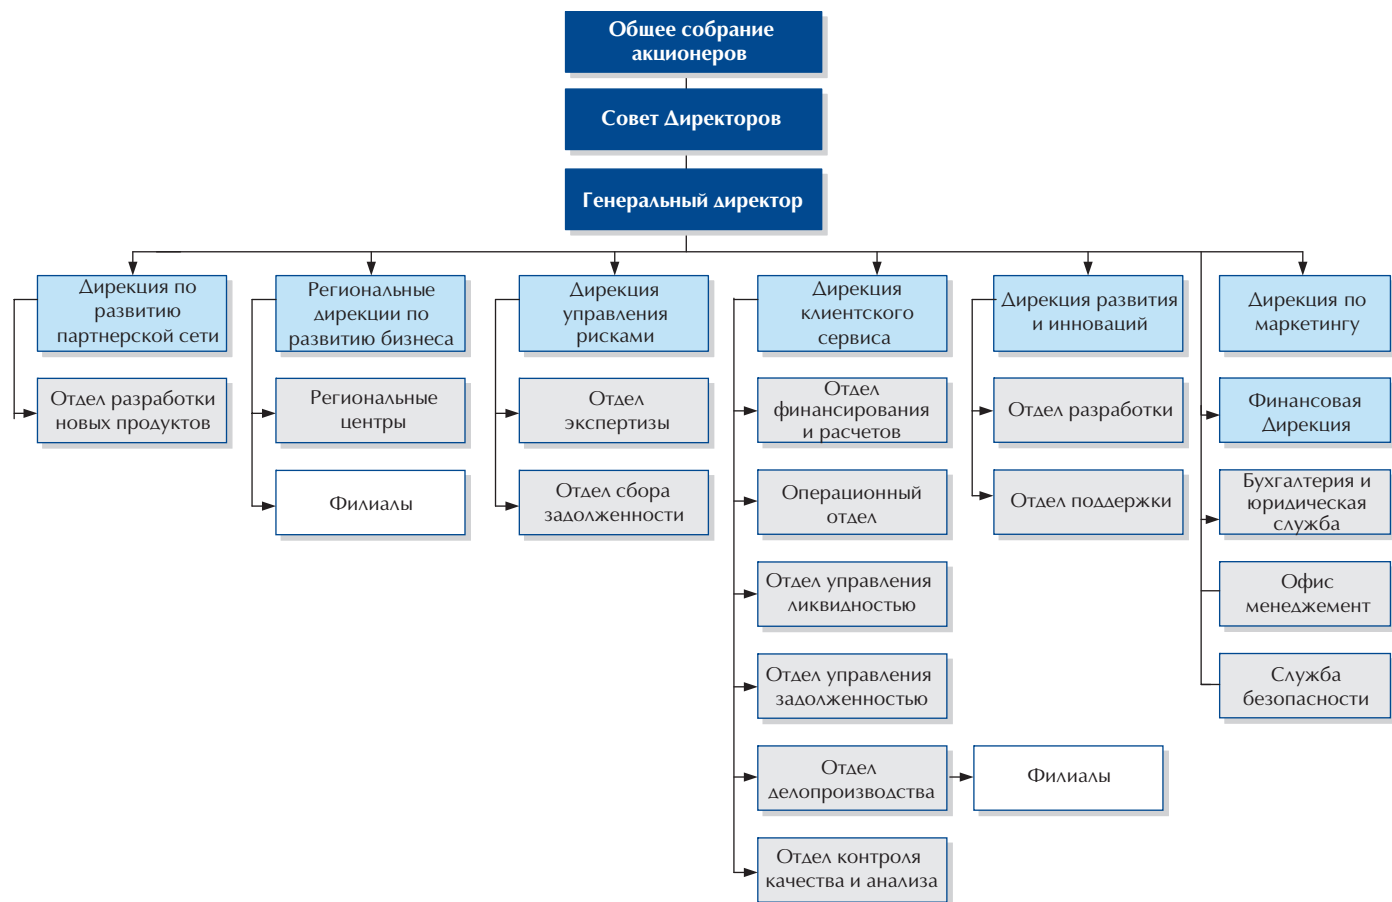 Общее собрание
акционеров
Совет Директоров
Генеральный директор
Дирекция по
развитию
партнерской сети
Отдел разработки
новых продуктов
Региональные
дирекции по
развитию бизнеса
Региональные
центры
Филиалы
Дирекция
управления
рисками
Отдел
экспертизы
Отдел сбора
задолженности
Дирекция
клиентского
сервиса
Отдел
финансирования
и расчетов
Операционный
отдел
Отдел управления
ликвидностью
Отдел управления
задолженностью
Отдел
делопроизводства
Филиалы
Отдел контроля
качества и анализа
Дирекция развития
и инноваций
Отдел разработки
Отдел поддержки
Дирекция по
маркетингу
Финансовая
Дирекция
Бухгалтерия и
юридическая
служба
Офис
менеджмент
Служба
безопасности